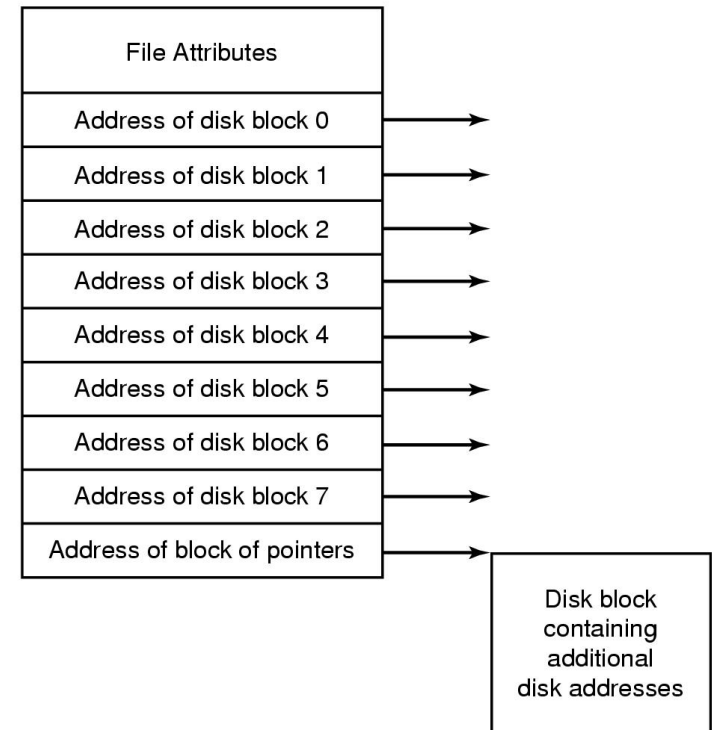 File Attributes
Address of disk block 0
Address of disk block 1
Address of disk block 2
Address of disk block 3
Address of disk block 4
Address of disk block 5
Address of disk block 6
Address of disk block 7
Address of block of pointers
Disk block
containing
additional
disk addresses